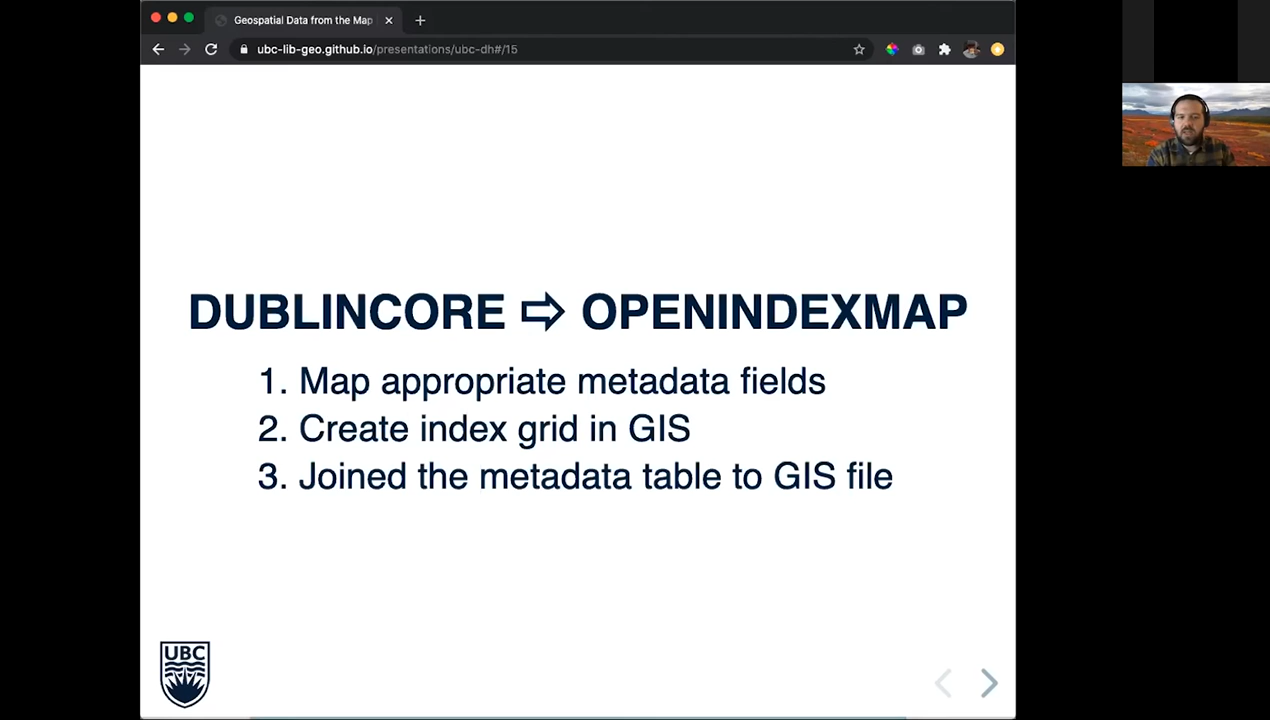 Geospatial Data from the Map
ubc-lib-geo.github.io/presentations/ubc-dh#/15
DUBLINCORE ⇨ OPENINDEXMAP
1. Map appropriate metadata fields
2. Create index grid in GIS
3. Joined the metadata table to GIS file
UBC